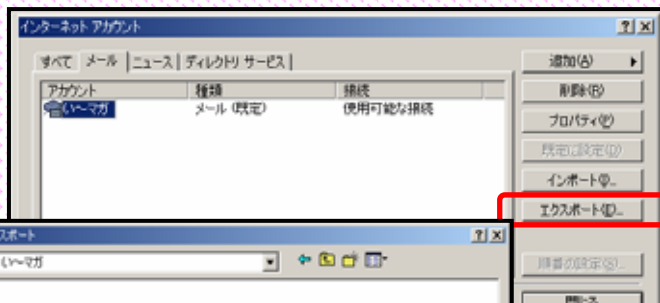 インターネット アカウント
すべて メール ニュース ディレクトリ サービス
アカウント 種類 接続
い～マガ メール (既定) 使用可能な接続
追加(A)
削除(R)
プロパティ(P)
既定に設定(D)
インポート(I)...
エクスポート(E)...
順番の設定(S)...
閉じる
スポート
い～マガ